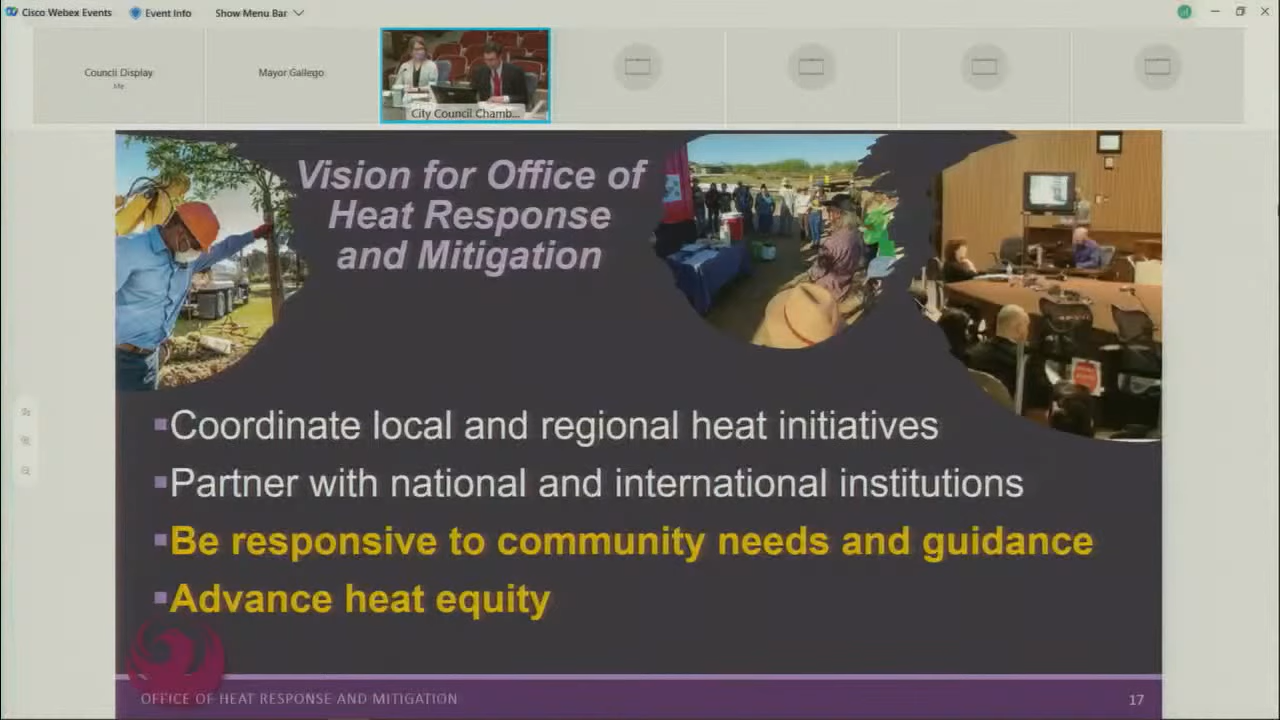 Cisco Webex Events
Event Info
Show Menu Bar
Council Display
Me
Mayor Gallego
City Council Chamb...
Vision for Office of
Heat Response
and Mitigation
Coordinate local and regional heat initiatives
Partner with national and international institutions
Be responsive to community needs and guidance
Advance heat equity
OFFICE OF HEAT RESPONSE AND MITIGATION
17